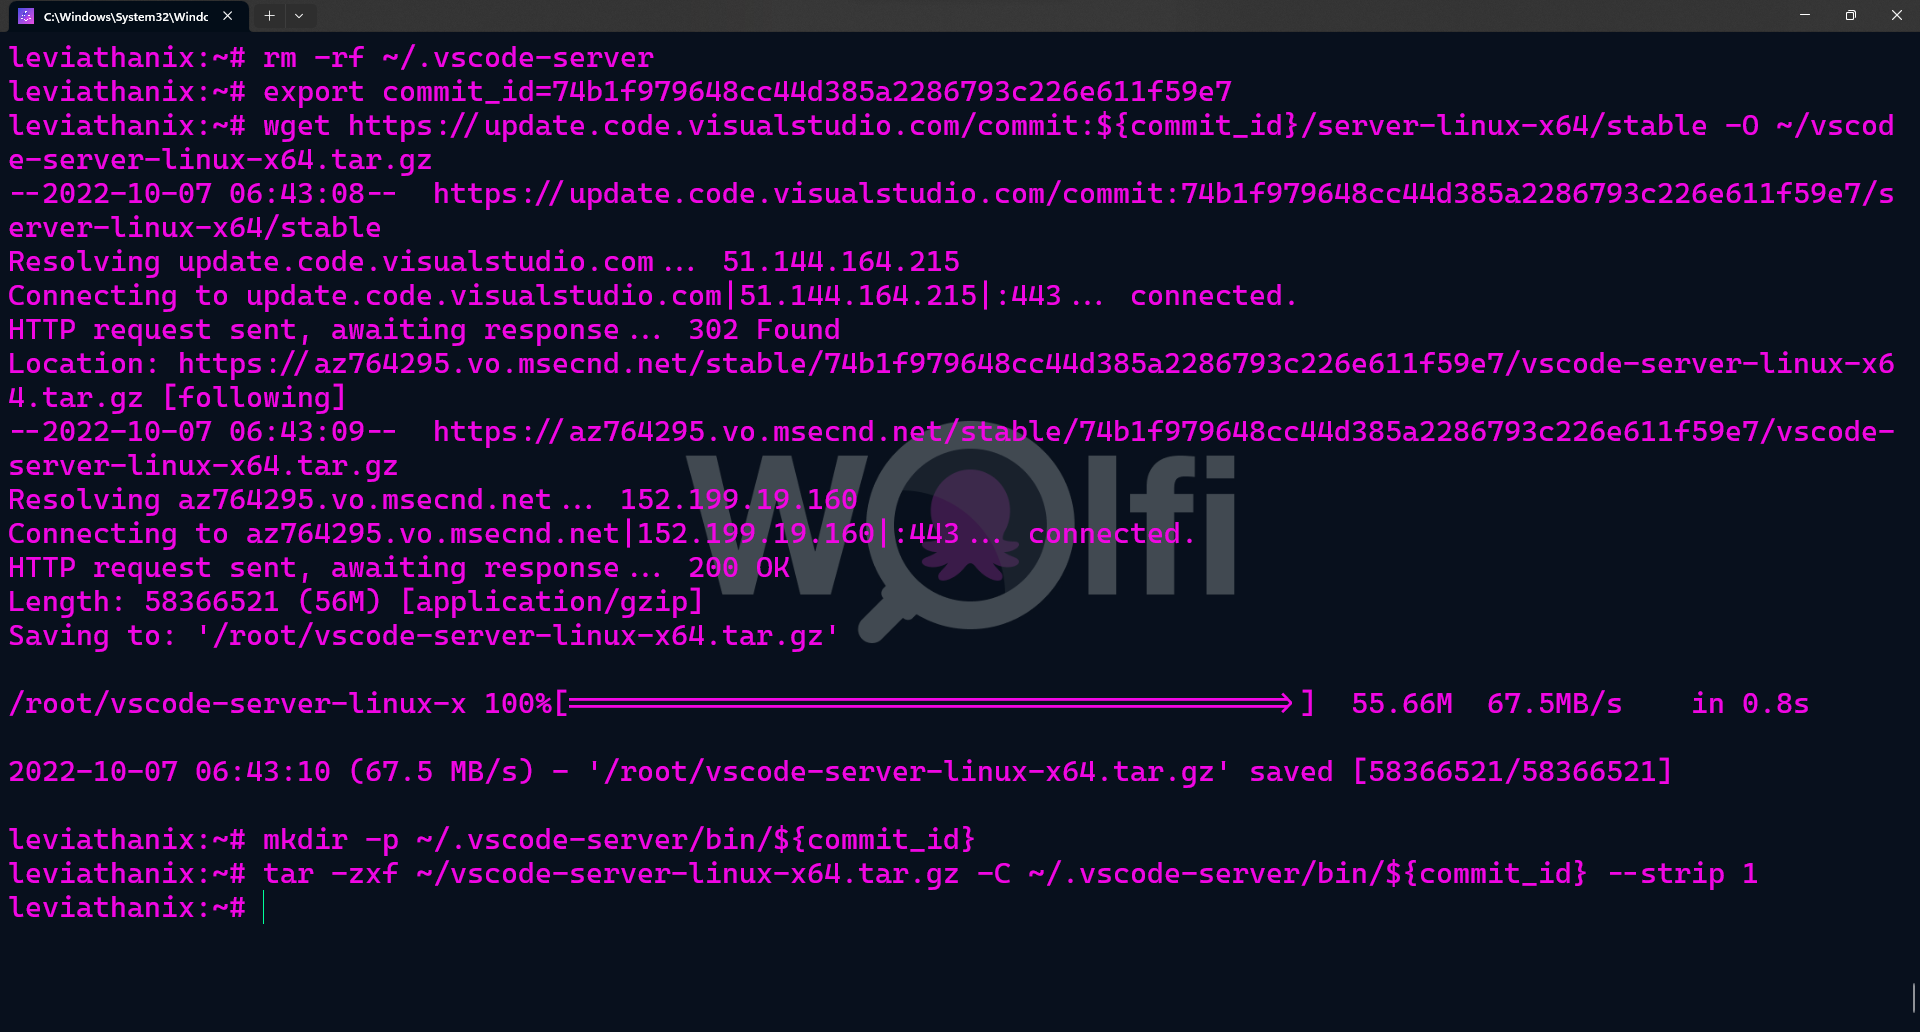 C:\Windows\System32\Windc
leviathanix:~# rm -rf ~/.vscode-server
leviathanix:~# export commit_id=74b1f979648cc44d385a2286793c226e611f59e7
leviathanix:~# wget https://update.code.visualstudio.com/commit:${commit_id}/server-linux-x64/stable -O ~/vscod
e-server-linux-x64.tar.gz
--2022-10-07 06:43:08--  https://update.code.visualstudio.com/commit:74b1f979648cc44d385a2286793c226e611f59e7/s
erver-linux-x64/stable
Resolving update.code.visualstudio.com... 51.144.164.215
Connecting to update.code.visualstudio.com|51.144.164.215|:443... connected.
HTTP request sent, awaiting response... 302 Found
Location: https://az764295.vo.msecnd.net/stable/74b1f979648cc44d385a2286793c226e611f59e7/vscode-server-linux-x6
4.tar.gz [following]
--2022-10-07 06:43:09--  https://az764295.vo.msecnd.net/stable/74b1f979648cc44d385a2286793c226e611f59e7/vscode-
server-linux-x64.tar.gz
Resolving az764295.vo.msecnd.net... 152.199.19.160
Connecting to az764295.vo.msecnd.net|152.199.19.160|:443... connected.
HTTP request sent, awaiting response... 200 OK
Length: 58366521 (56M) [application/gzip]
Saving to: '/root/vscode-server-linux-x64.tar.gz'
/root/vscode-server-linux-x 100%[===========================================>]  55.66M  67.5MB/s    in 0.8s
2022-10-07 06:43:10 (67.5 MB/s) - '/root/vscode-server-linux-x64.tar.gz' saved [58366521/58366521]
leviathanix:~# mkdir -p ~/.vscode-server/bin/${commit_id}
leviathanix:~# tar -zxf ~/vscode-server-linux-x64.tar.gz -C ~/.vscode-server/bin/${commit_id} --strip 1
leviathanix:~#
Wolfi